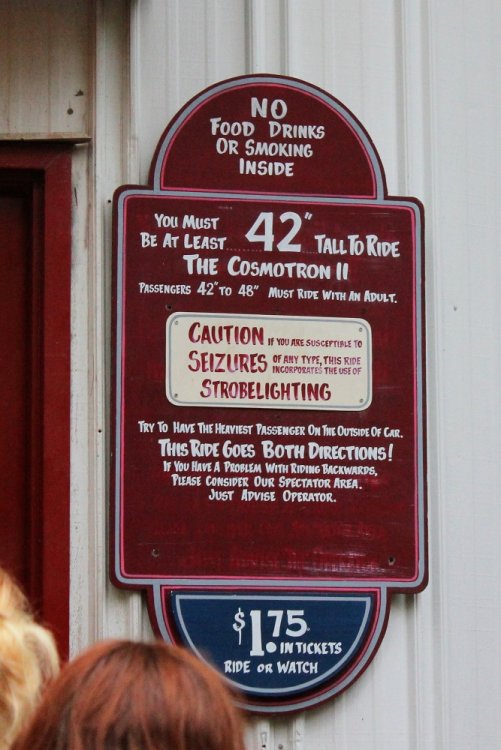 NO
FOOD DRINKS
OR SMOKING
INSIDE
YOU MUST
BE AT LEAST 42" TALL TO RIDE
THE COSMOTRON II
PASSENGERS 42" TO 48" MUST RIDE WITH AN ADULT.
CAUTION IF YOU ARE SUSCEPTIBLE TO
SEIZURES OF ANY TYPE, THIS RIDE
INCORPORATES THE USE OF
STROBELIGHTING
TRY TO HAVE THE HEAVIEST PASSENGER ON THE OUTSIDE OF CAR.
THIS RIDE GOES BOTH DIRECTIONS!
IF YOU HAVE A PROBLEM WITH RIDING BACKWARDS,
PLEASE CONSIDER OUR SPECTATOR AREA.
JUST ADVISE OPERATOR.
$1.75
IN TICKETS
RIDE OR WATCH